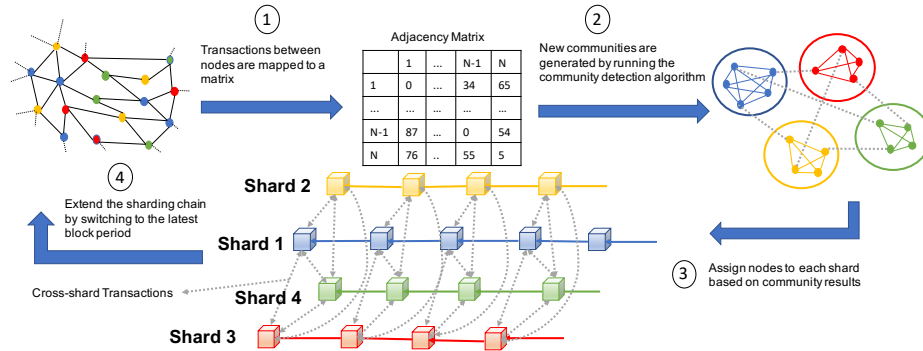 1
Transactions between
nodes are mapped to a
matrix
Adjacency Matrix
1 ... N-1 N
1 0 ... 34 65
... ... ... ...
N-1 87 ... 0 54
N 76 .. 55 5
2
New communities are
generated by running the
community detection algorithm
3
Assign nodes to each shard
based on community results
4
Extend the sharding chain
by switching to the latest
block period
Shard 2
Shard 1
Cross-shard Transactions
Shard 4
Shard 3